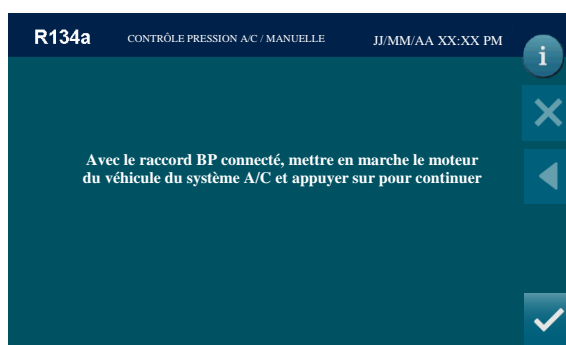 R134a CONTRÔLE PRESSION A/C / MANUELLE JJ/MM/AA XX:XX PM
i
Avec le raccord BP connecté, mettre en marche le moteur
du véhicule du système A/C et appuyer sur pour continuer